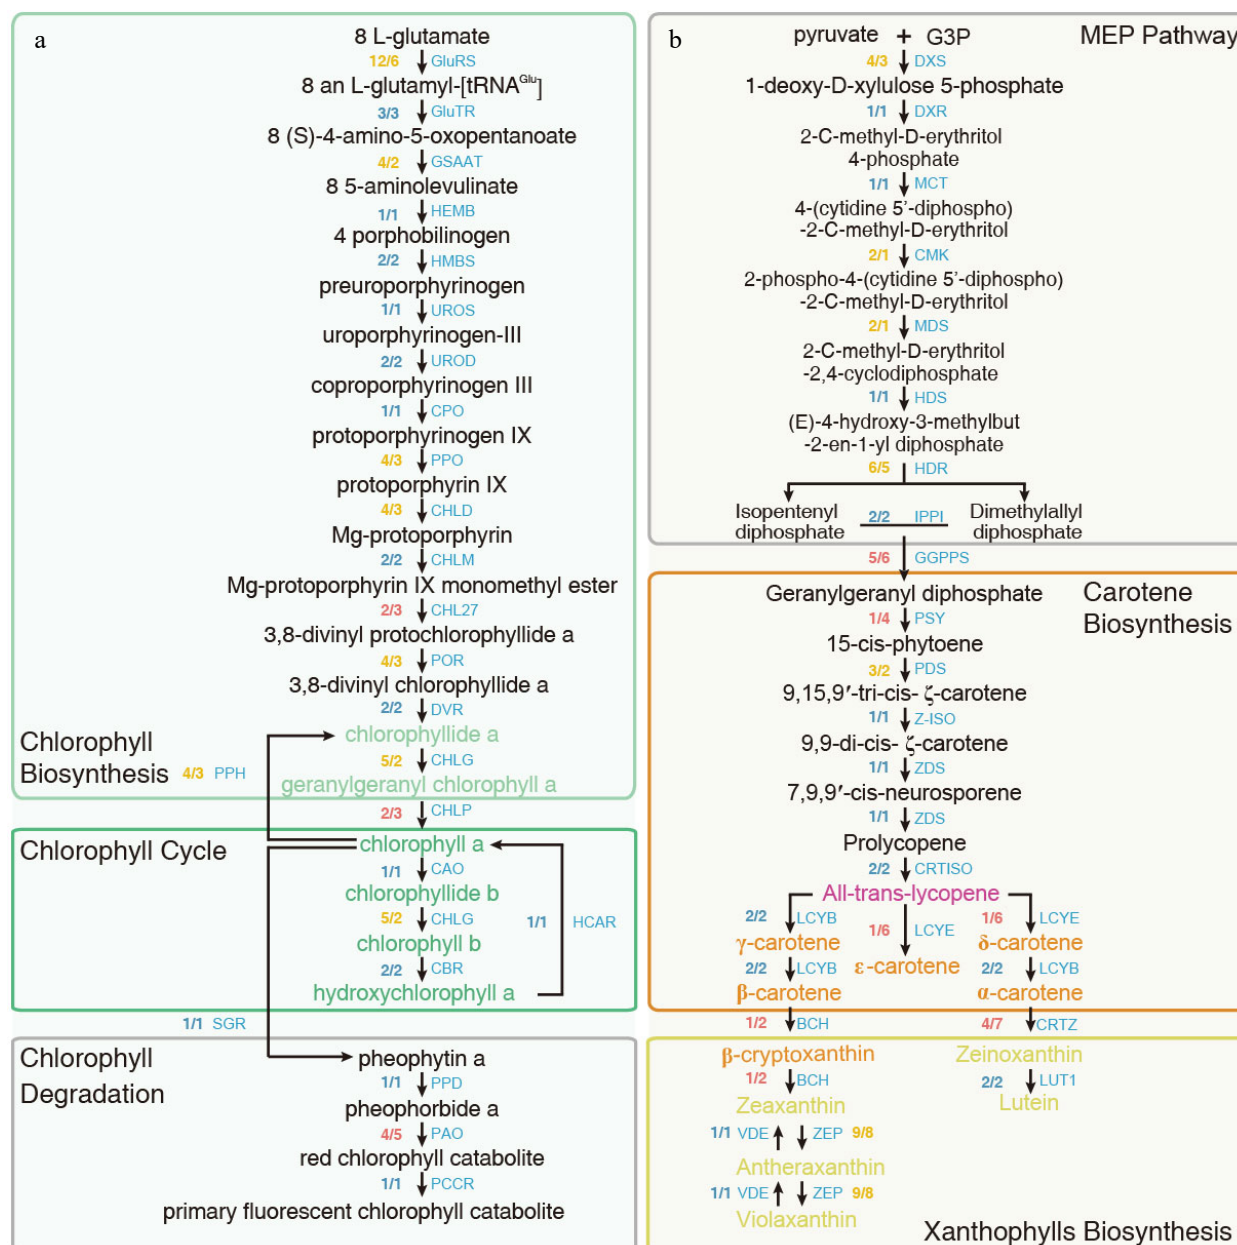 a
8 L-glutamate
12/6 GluRS
8 an L-glutamyl-[tRNA^Glu]
3/3 GluTR
8 (S)-4-amino-5-oxopentanoate
4/2 GSAAT
8 5-aminolevulinate
1/1 HEMB
4 porphobilinogen
2/2 HMBS
preuroporphyrinogen
1/1 UROS
uroporphyrinogen-III
2/2 UROD
coproporphyrinogen III
1/1 CPO
protoporphyrinogen IX
4/3 PPO
protoporphyrin IX
4/3 CHLD
Mg-protoporphyrin
2/2 CHLM
Mg-protoporphyrin IX monomethyl ester
2/3 CHL27
3,8-divinyl protochlorophyllide a
4/3 POR
3,8-divinyl chlorophyllide a
2/2 DVR
chlorophyllide a
Chlorophyll
Biosynthesis
4/3 PPH
5/2 CHLG
geranylgeranyl chlorophyll a
2/3 CHLP
Chlorophyll Cycle
chlorophyll a
1/1 CAO
chlorophyllide b
5/2 CHLG
1/1 HCAR
chlorophyll b
2/2 CBR
hydroxychlorophyll a
1/1 SGR
Chlorophyll
Degradation
pheophytin a
1/1 PPD
pheophorbide a
4/5 PAO
red chlorophyll catabolite
1/1 PCCR
primary fluorescent chlorophyll catabolite
b
pyruvate + G3P
MEP Pathway
4/3 DXS
1-deoxy-D-xylulose 5-phosphate
1/1 DXR
2-C-methyl-D-erythritol
4-phosphate
1/1 MCT
4-(cytidine 5'-diphospho)
-2-C-methyl-D-erythritol
2/1 CMK
2-phospho-4-(cytidine 5'-diphospho)
-2-C-methyl-D-erythritol
2/1 MDS
2-C-methyl-D-erythritol
-2,4-cyclodiphosphate
1/1 HDS
(E)-4-hydroxy-3-methylbut
-2-en-1-yl diphosphate
6/5 HDR
Isopentenyl
diphosphate
2/2 IPPI
Dimethylallyl
diphosphate
5/6 GGPPS
Geranylgeranyl diphosphate
Carotene
Biosynthesis
1/4 PSY
15-cis-phytoene
3/2 PDS
9,15,9′-tri-cis- ζ-carotene
1/1 Z-ISO
9,9-di-cis- ζ-carotene
1/1 ZDS
7,9,9′-cis-neurosporene
1/1 ZDS
Prolycopene
2/2 CRTISO
All-trans-lycopene
2/2 LCYB
1/6 LCYE
1/6 LCYE
γ-carotene
δ-carotene
ε-carotene
2/2 LCYB
2/2 LCYB
β-carotene
α-carotene
1/2 BCH
4/7 CRTZ
β-cryptoxanthin
Zeinoxanthin
1/2 BCH
2/2 LUT1
Zeaxanthin
Lutein
1/1 VDE ZEP 9/8
Antheraxanthin
1/1 VDE ZEP 9/8
Violaxanthin
Xanthophylls Biosynthesis